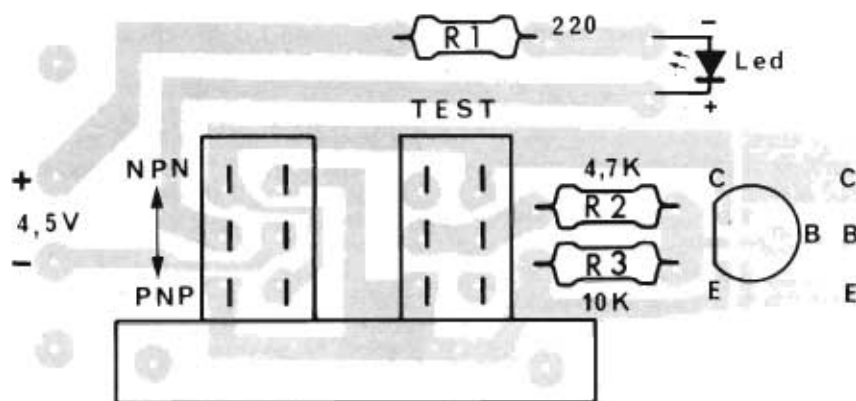 R1
220
-
Led
+
TEST
NPN
4,7K
C
C
+
4,5V
R2
B
B
-
R3
PNP
10K
E
E